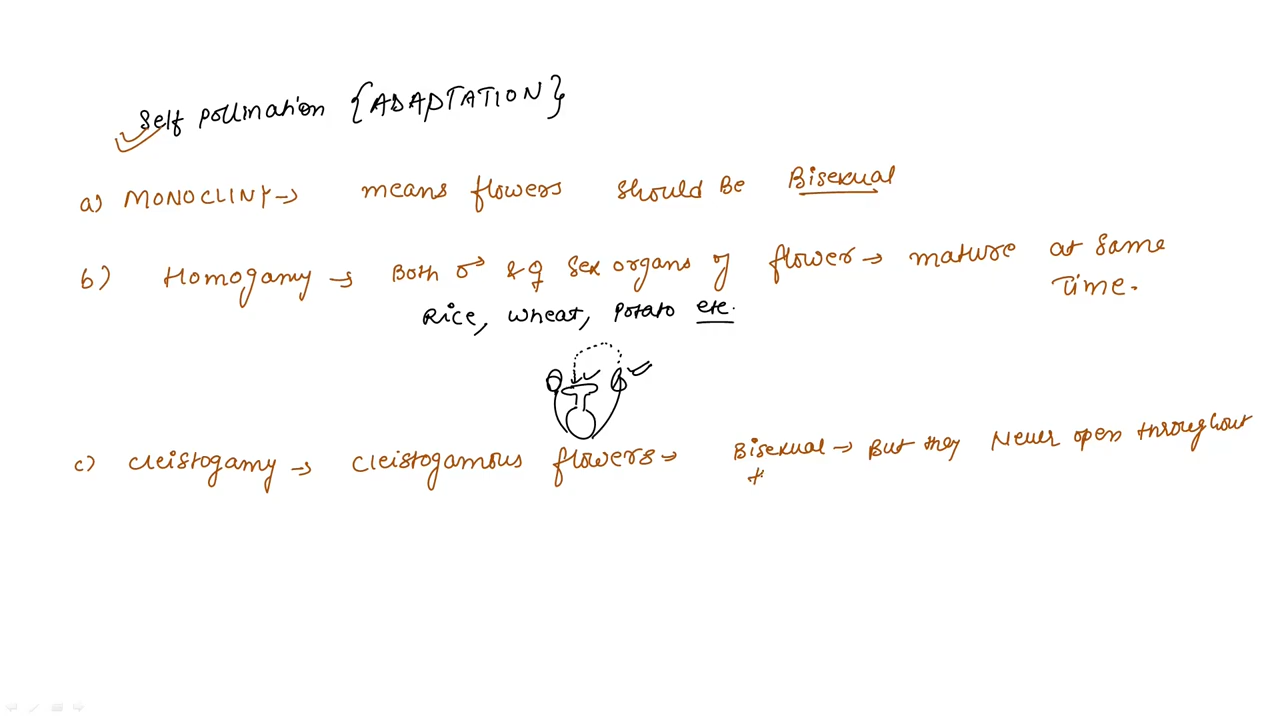 Self Pollination {ADAPTATION}
a) MONOCLINY → means flowers should be Bisexual
b) Homogamy → Both ♂ & ♀ sex organs of flower → mature at same Time.
Rice, wheat, Potato etc.
c) Cleistogamy → Cleistogamous flowers → Bisexual → But they Never open throughout